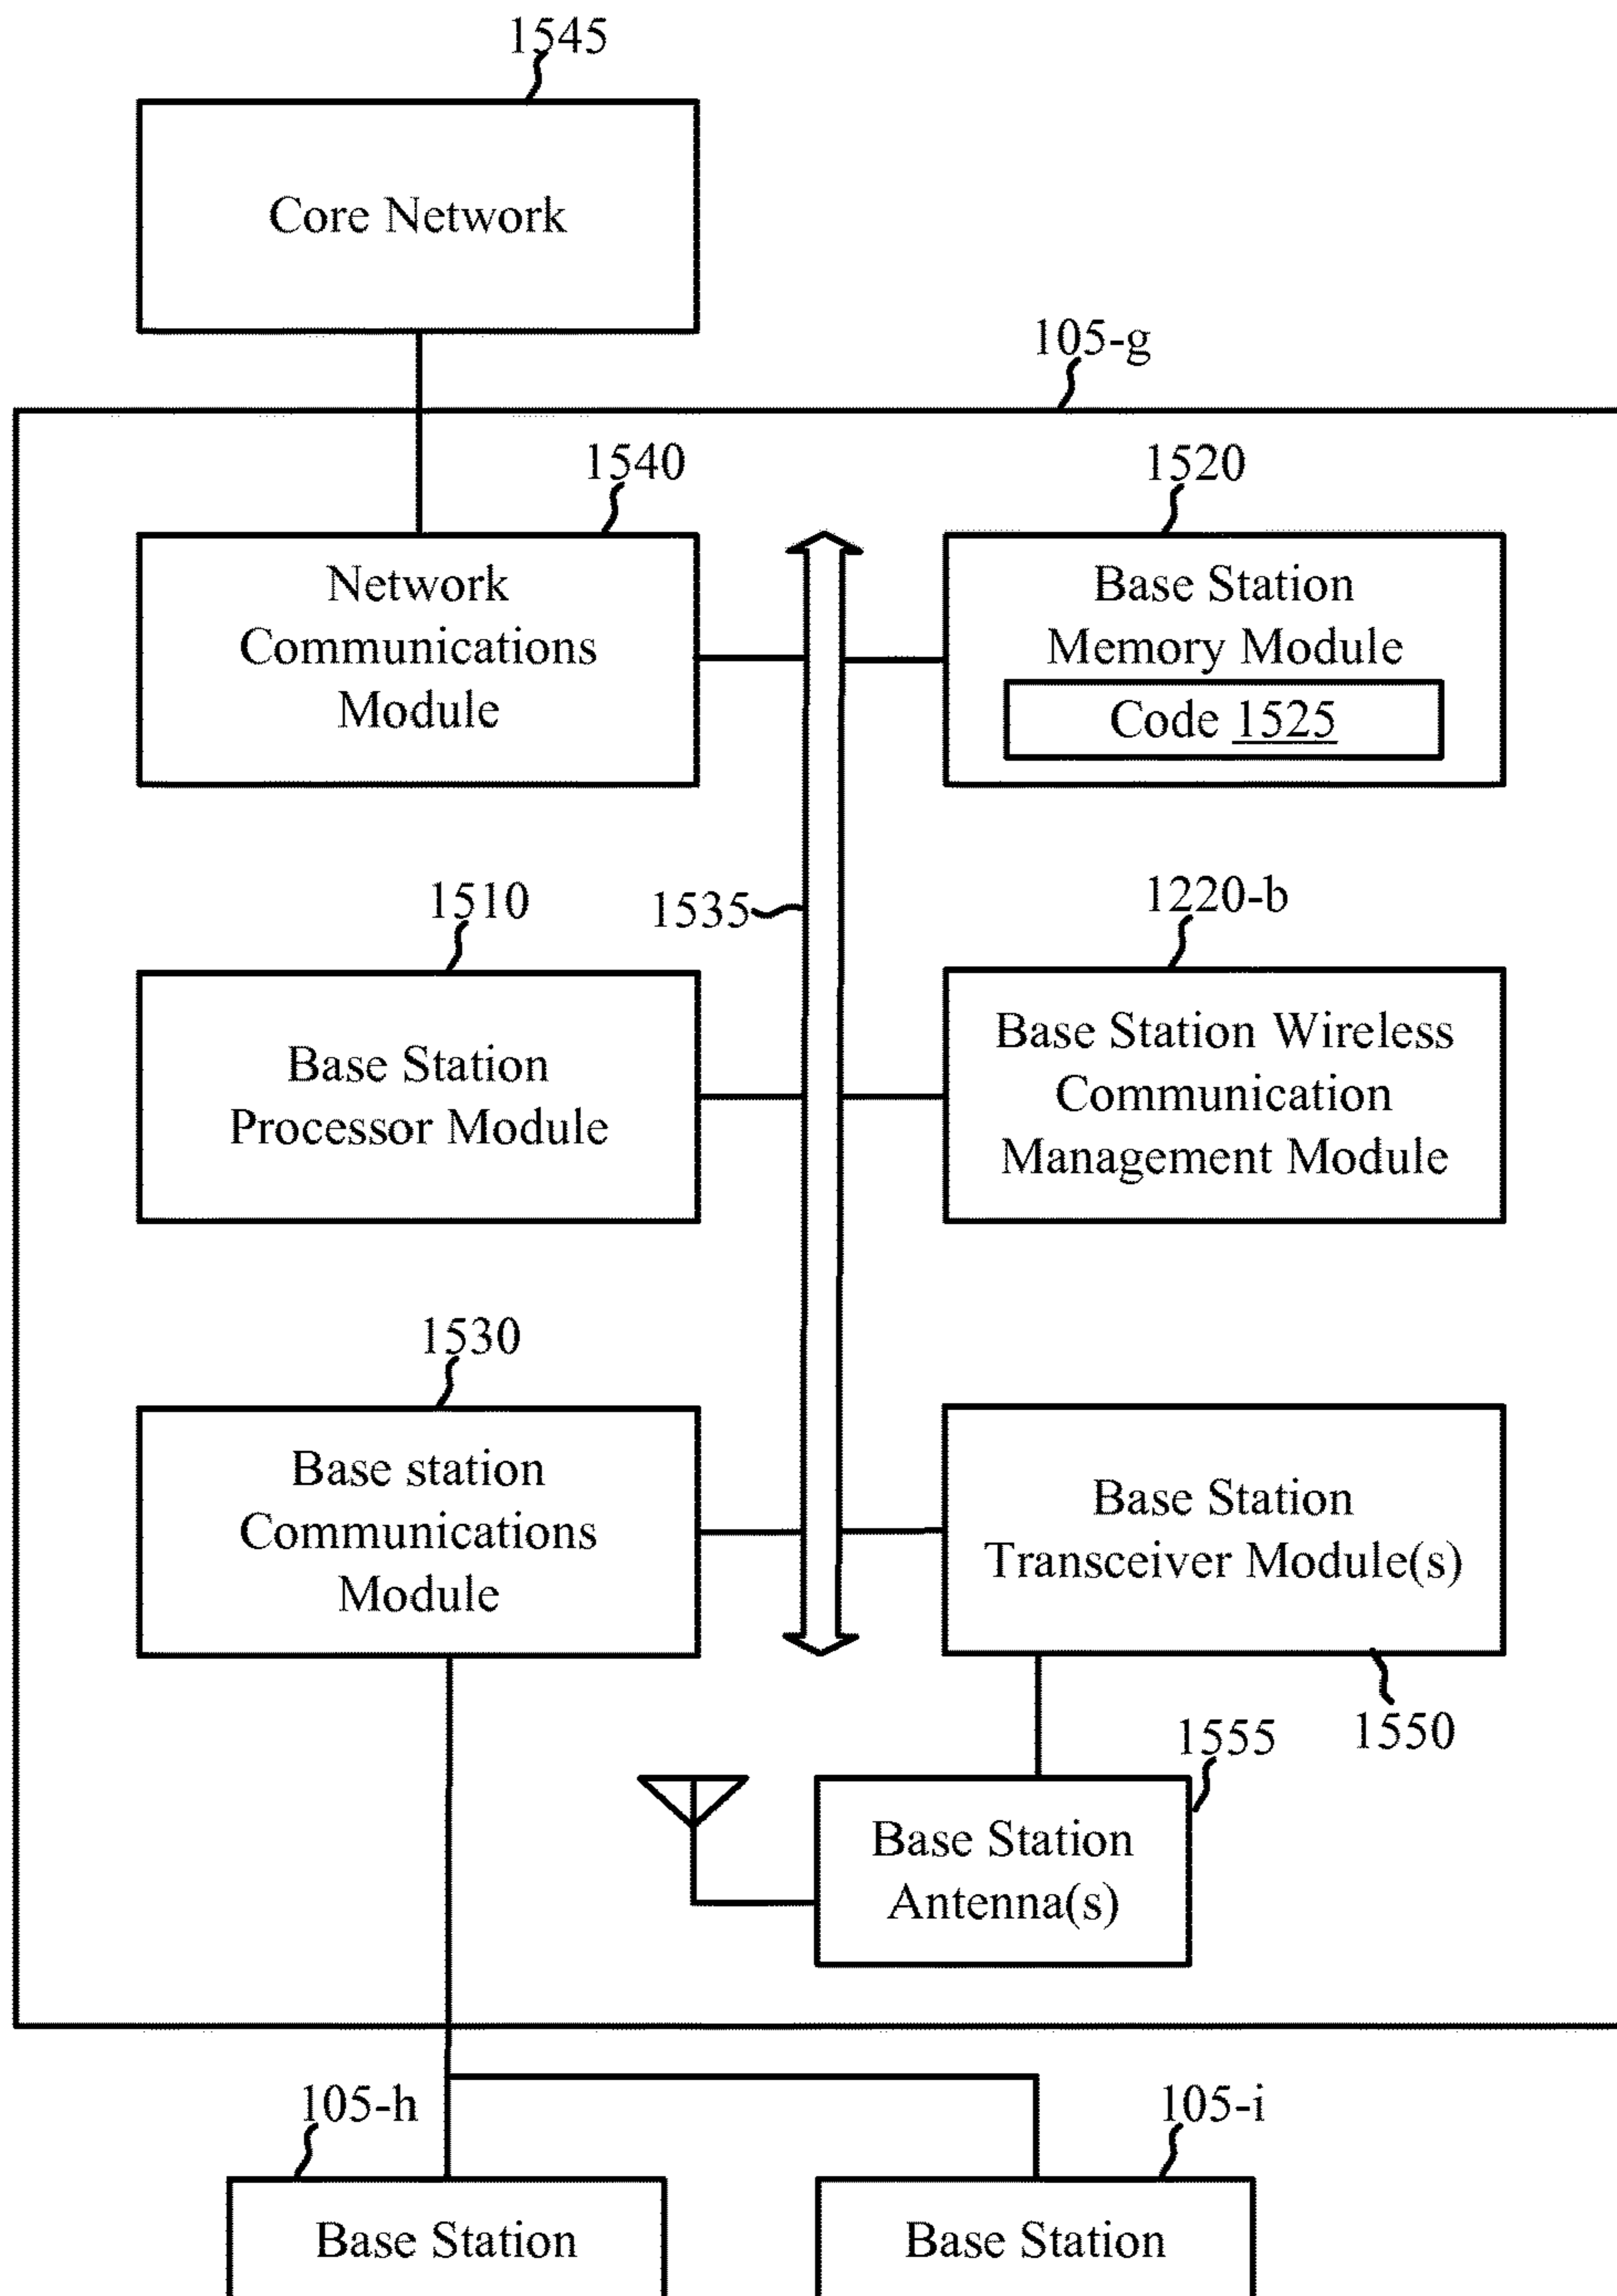 1545
Core Network
105-g
1540
Network
Communications
Module
1520
Base Station
Memory Module
Code 1525
1510
Base Station
Processor Module
1535
1220-b
Base Station Wireless
Communication
Management Module
1530
Base station
Communications
Module
Base Station
Transceiver Module(s)
1550
1555
Base Station
Antenna(s)
105-h
Base Station
105-i
Base Station